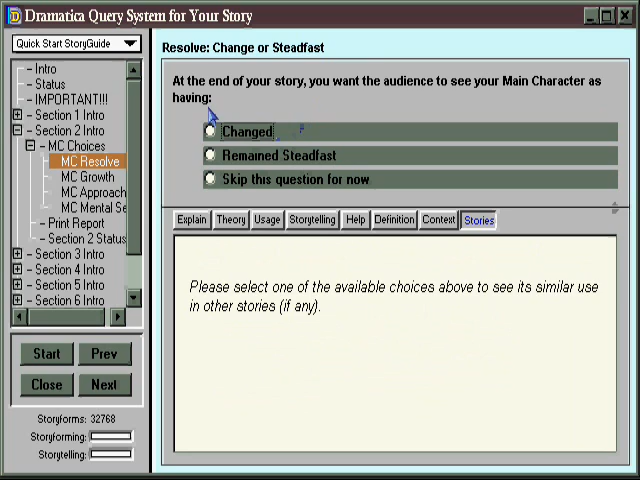 Dramatica Query System for Your Story
Quick Start StoryGuide
Intro
Status
IMPORTANT!!!
Section 1 Intro
Section 2 Intro
MC Choices
MC Resolve
MC Growth
MC Approach
MC Mental Se
Print Report
Section 2 Status
Section 3 Intro
Section 4 Intro
Section 5 Intro
Section 6 Intro
Start Prev
Close Next
Storyforms: 32768
Storyforming:
Storytelling:
Resolve: Change or Steadfast
At the end of your story, you want the audience to see your Main Character as
having:
Changed
Remained Steadfast
Skip this question for now
Explain Theory Usage Storytelling Help Definition Context Stories
Please select one of the available choices above to see its similar use
in other stories (if any).